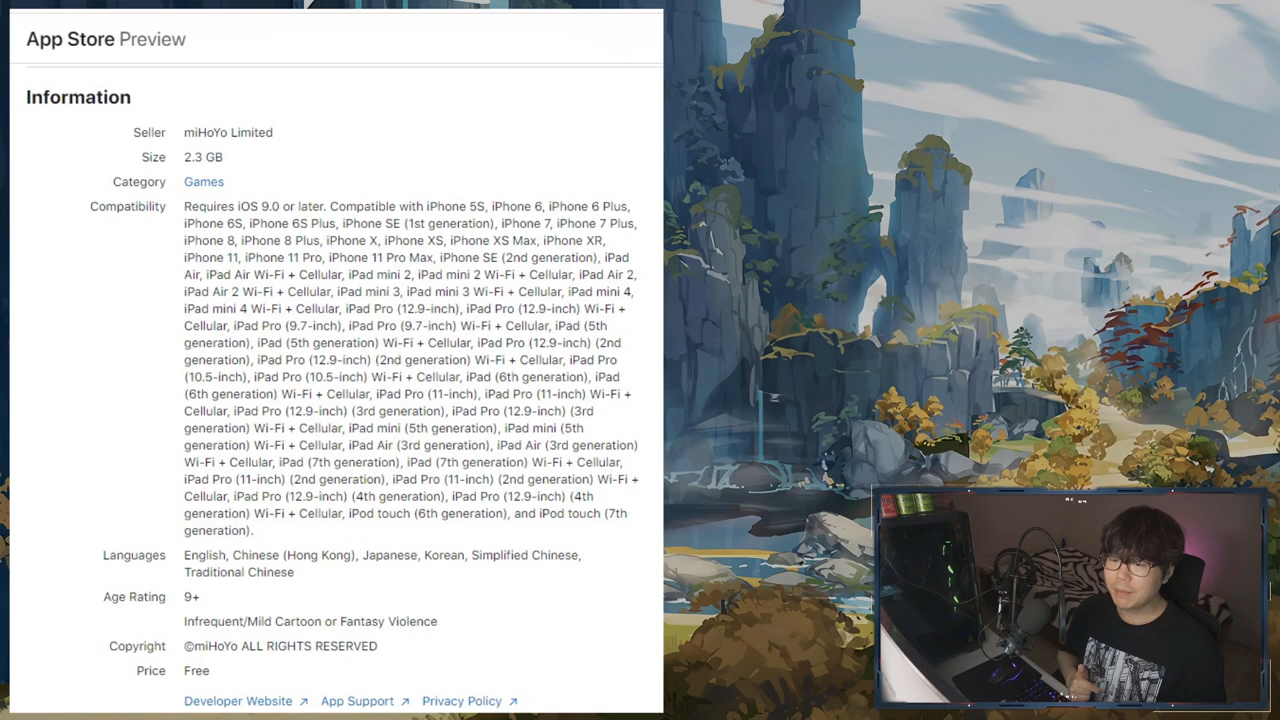 App Store Preview
Information
Seller miHoYo Limited
Size 2.3 GB
Category Games
Compatibility Requires iOS 9.0 or later. Compatible with iPhone 5S, iPhone 6, iPhone 6 Plus,
iPhone 6S, iPhone 6S Plus, iPhone SE (1st generation), iPhone 7, iPhone 7 Plus,
iPhone 8, iPhone 8 Plus, iPhone X, iPhone XS, iPhone XS Max, iPhone XR,
iPhone 11, iPhone 11 Pro, iPhone 11 Pro Max, iPhone SE (2nd generation), iPad
Air, iPad Air Wi-Fi + Cellular, iPad mini 2, iPad mini 2 Wi-Fi + Cellular, iPad Air 2,
iPad Air 2 Wi-Fi + Cellular, iPad mini 3, iPad mini 3 Wi-Fi + Cellular, iPad mini 4,
iPad mini 4 Wi-Fi + Cellular, iPad Pro (12.9-inch), iPad Pro (12.9-inch) Wi-Fi +
Cellular, iPad Pro (9.7-inch), iPad Pro (9.7-inch) Wi-Fi + Cellular, iPad (5th
generation), iPad (5th generation) Wi-Fi + Cellular, iPad Pro (12.9-inch) (2nd
generation), iPad Pro (12.9-inch) (2nd generation) Wi-Fi + Cellular, iPad Pro
(10.5-inch), iPad Pro (10.5-inch) Wi-Fi + Cellular, iPad (6th generation), iPad
(6th generation) Wi-Fi + Cellular, iPad Pro (11-inch), iPad Pro (11-inch) Wi-Fi +
Cellular, iPad Pro (12.9-inch) (3rd generation), iPad Pro (12.9-inch) (3rd
generation) Wi-Fi + Cellular, iPad mini (5th generation), iPad mini (5th
generation) Wi-Fi + Cellular, iPad Air (3rd generation), iPad Air (3rd generation)
Wi-Fi + Cellular, iPad (7th generation), iPad (7th generation) Wi-Fi + Cellular,
iPad Pro (11-inch) (2nd generation), iPad Pro (11-inch) (2nd generation) Wi-Fi +
Cellular, iPad Pro (12.9-inch) (4th generation), iPad Pro (12.9-inch) (4th
generation) Wi-Fi + Cellular, iPod touch (6th generation), and iPod touch (7th
generation).
Languages English, Chinese (Hong Kong), Japanese, Korean, Simplified Chinese,
Traditional Chinese
Age Rating 9+
Infrequent/Mild Cartoon or Fantasy Violence
Copyright ©miHoYo ALL RIGHTS RESERVED
Price Free
Developer Website ↗ App Support ↗ Privacy Policy ↗